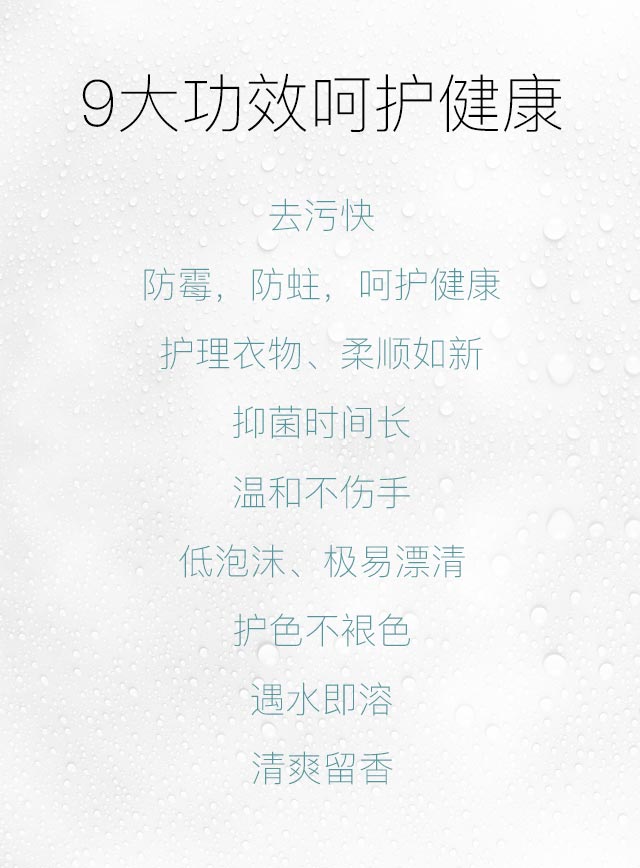 9大功效呵护健康
去污快
防霉，防蛀，呵护健康
护理衣物、柔顺如新
抑菌时间长
温和不伤手
低泡沫、极易漂清
护色不裉色
遇水即溶
清爽留香